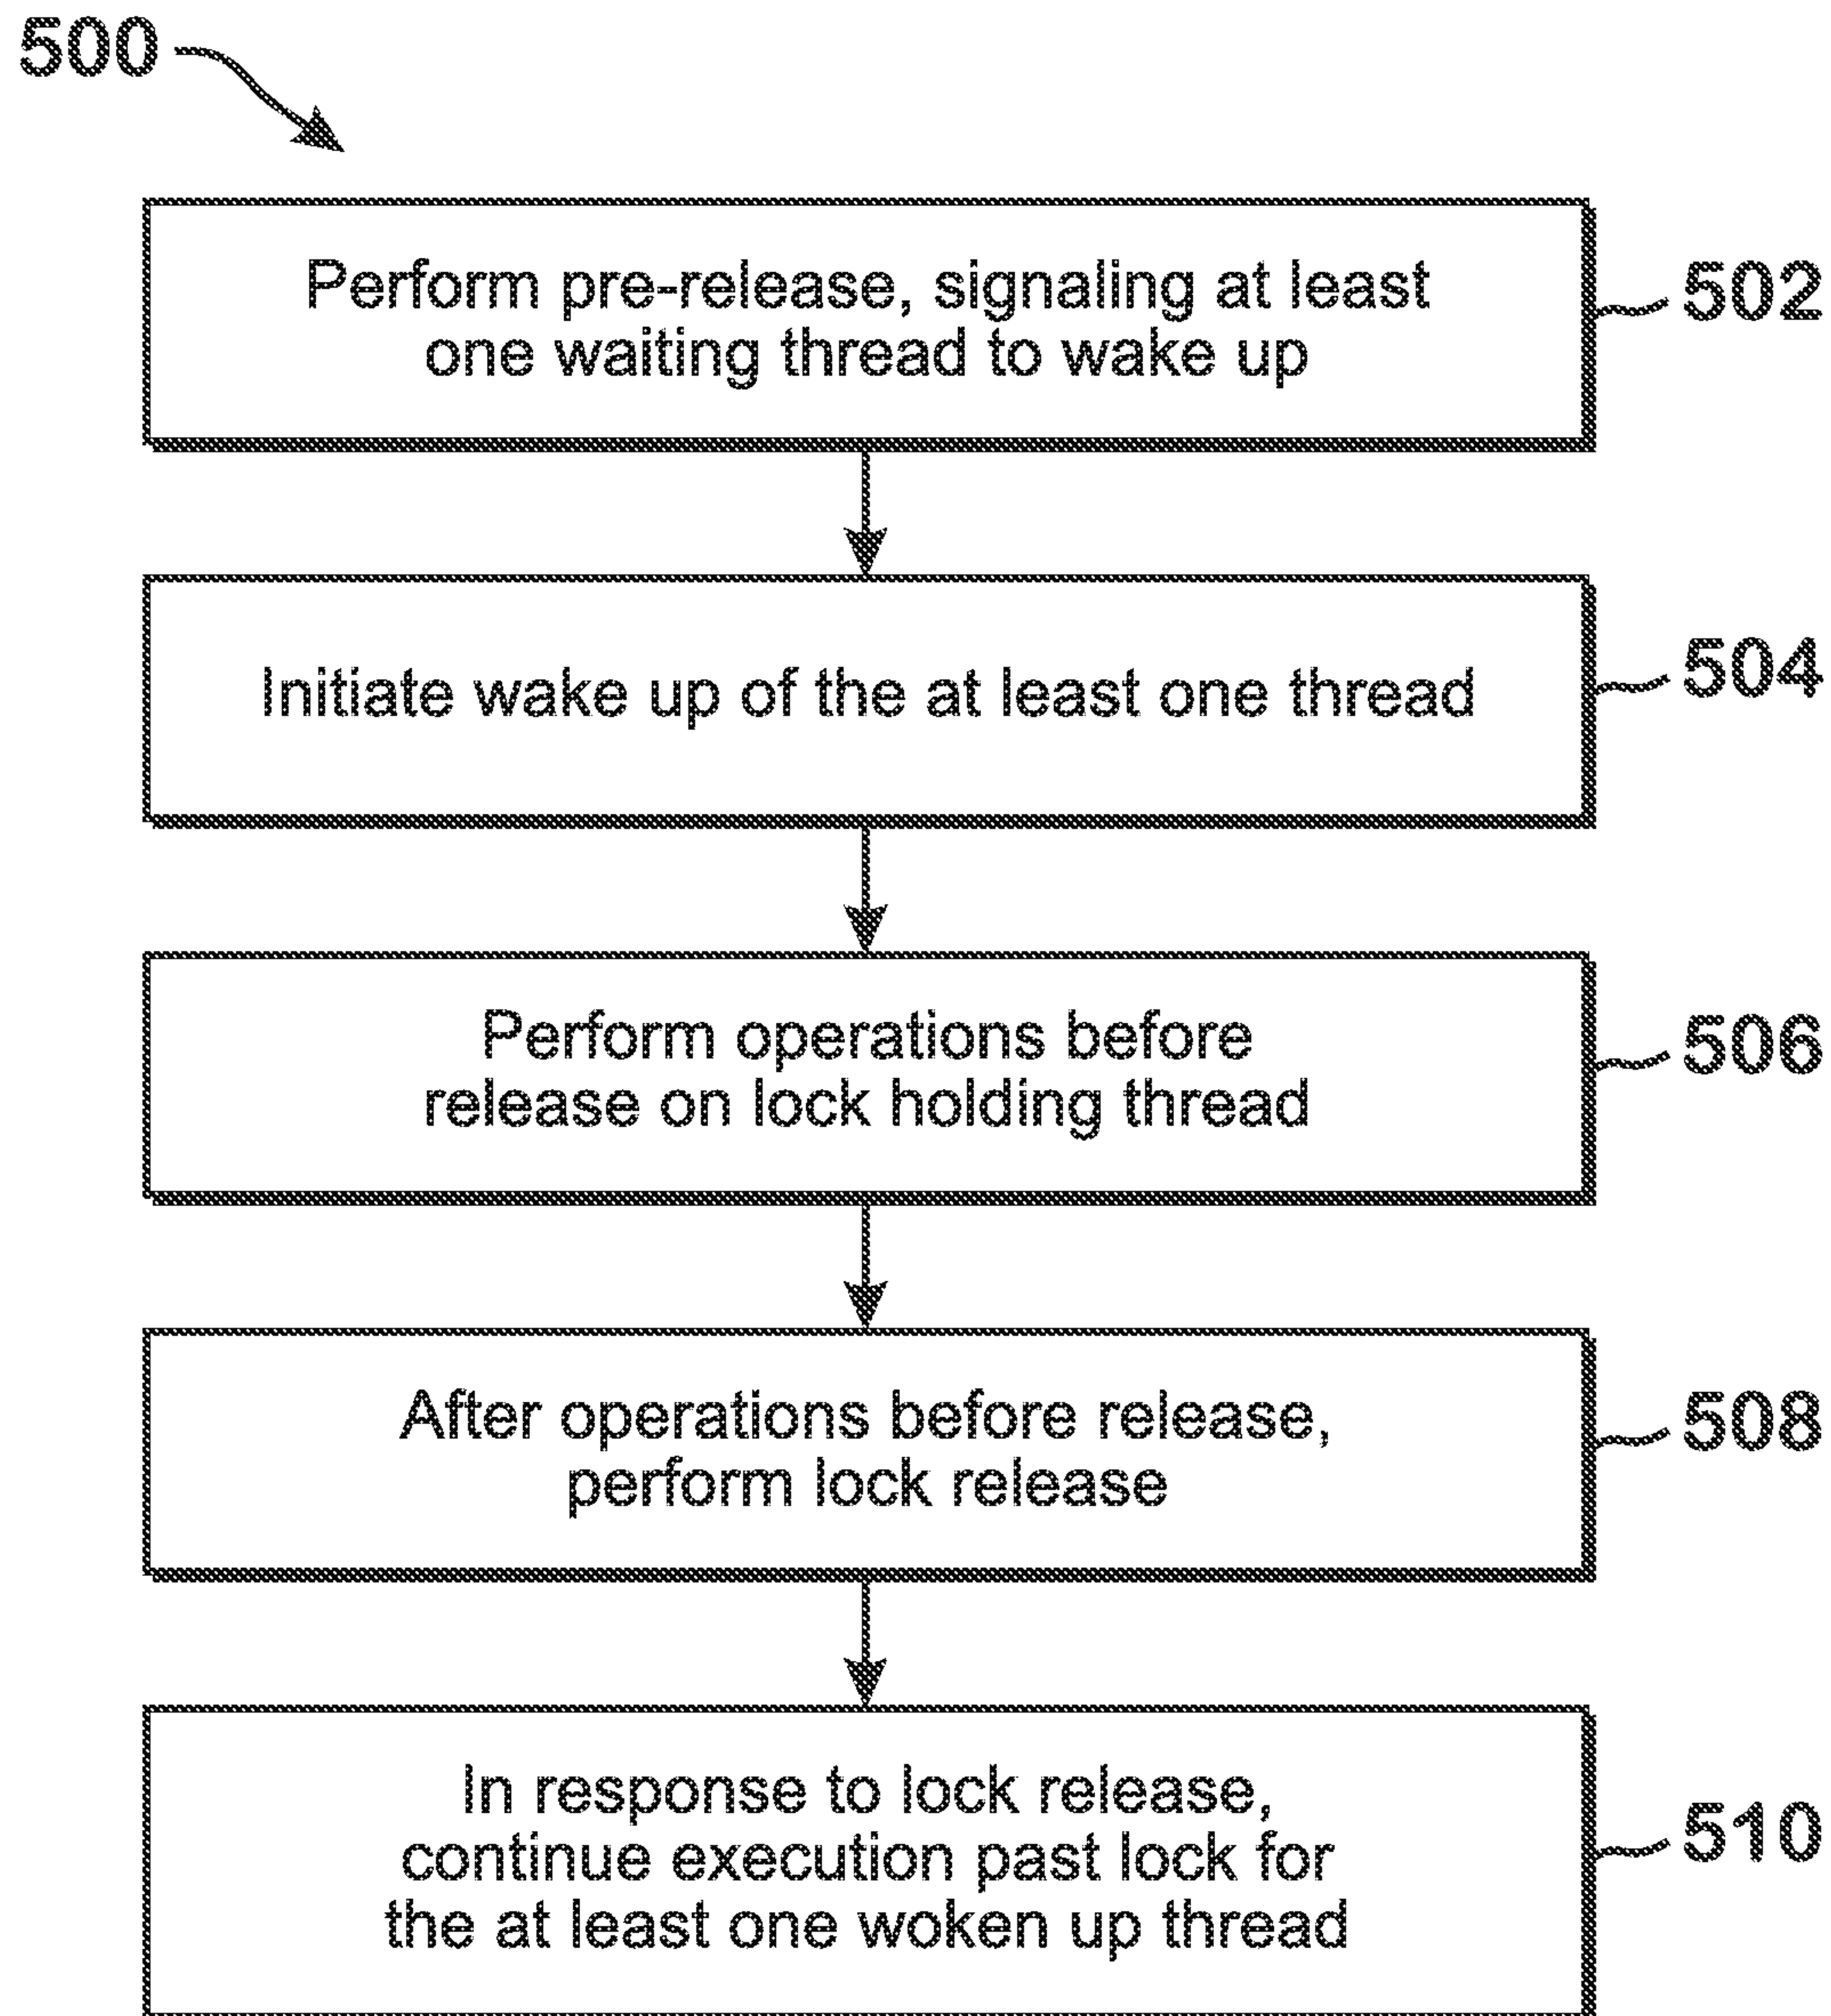 500
Perform pre-release, signaling at least
one waiting thread to wake up
502
Initiate wake up of the at least one thread
504
Perform operations before
release on lock holding thread
506
After operations before release,
perform lock release
508
In response to lock release,
continue execution past lock for
the at least one woken up thread
510